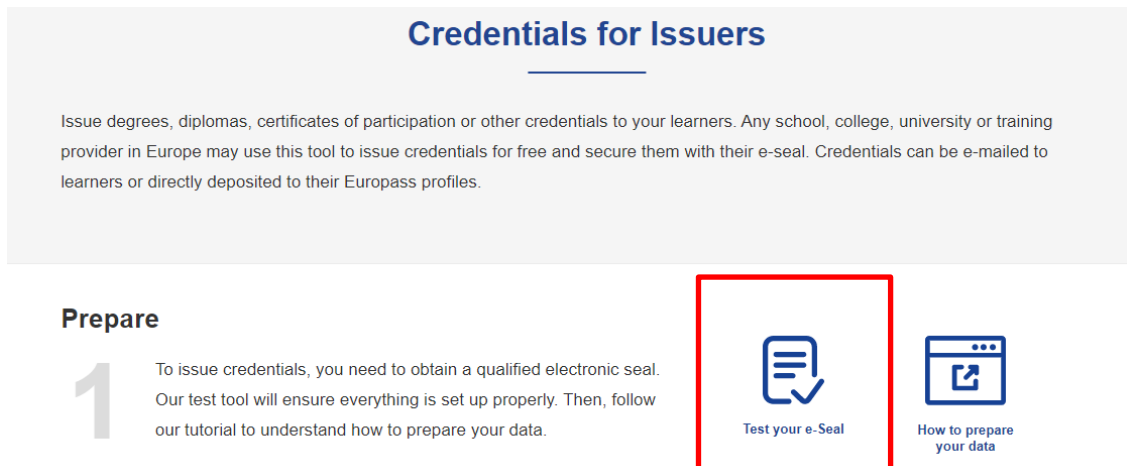 Credentials for Issuers
Issue degrees, diplomas, certificates of participation or other credentials to your learners. Any school, college, university or training
provider in Europe may use this tool to issue credentials for free and secure them with their e-seal. Credentials can be e-mailed to
learners or directly deposited to their Europass profiles.
Prepare
1
To issue credentials, you need to obtain a qualified electronic seal.
Our test tool will ensure everything is set up properly. Then, follow
our tutorial to understand how to prepare your data.
Test your e-Seal
How to prepare
your data